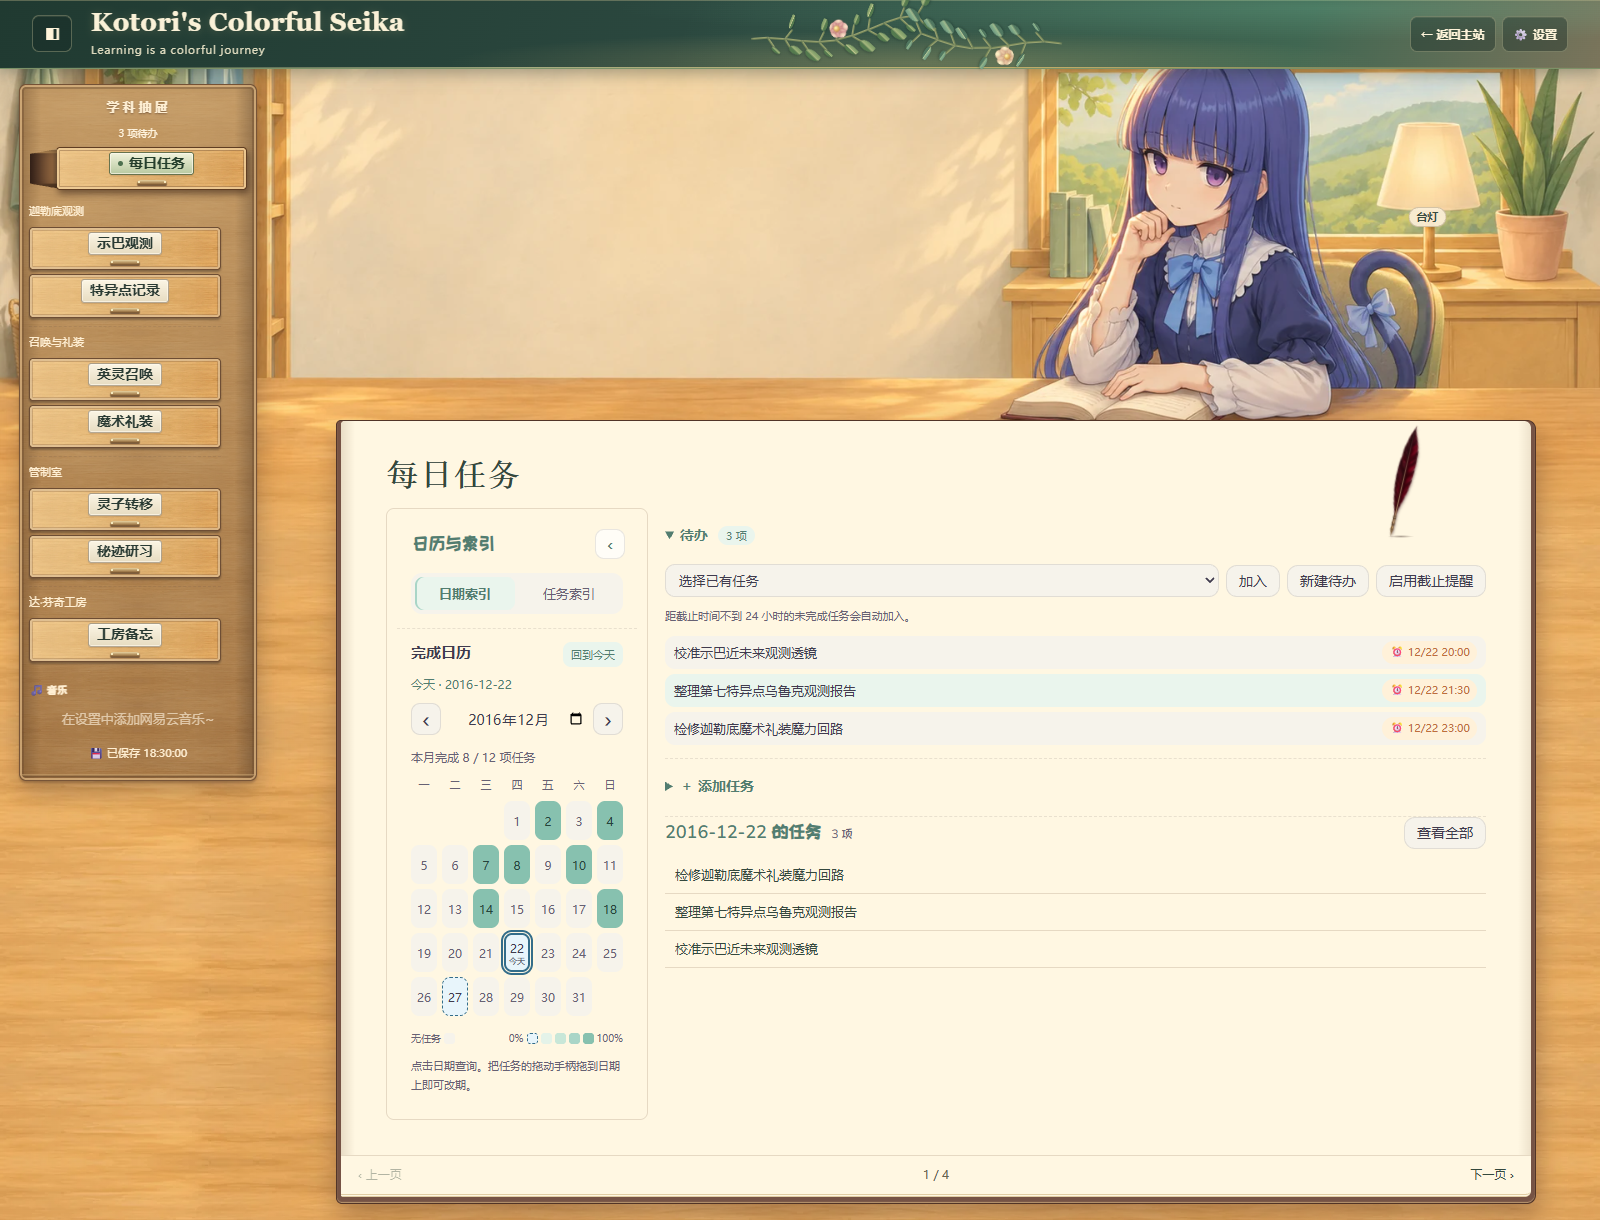 Kotori's Colorful Seika
Learning is a colorful journey
← 返回主站
设置
学科抽屉
3 项待办
每日任务
迦勒底观测
示巴观测
特异点记录
召唤与礼装
英灵召唤
魔术礼装
管制室
灵子转移
秘迹研习
达·芬奇工房
工房备忘
音乐
在设置中添加网易云音乐~
已保存 18:30:00
台灯
每日任务
日历与索引
‹
日期索引 任务索引
完成日历 回到今天
今天 · 2016-12-22
‹ 2016年12月 ›
本月完成 8 / 12 项任务
一 二 三 四 五 六 日
1 2 3 4
5 6 7 8 9 10 11
12 13 14 15 16 17 18
19 20 21 22 今天 23 24 25
26 27 28 29 30 31
无任务 0% 100%
点击日期查询。把任务的拖动手柄拖到日期
上即可改期。
▼ 待办 3 项
选择已有任务 加入 新建待办 启用截止提醒
距截止时间不到 24 小时的未完成任务会自动加入。
校准示巴近未来观测透镜 12/22 20:00
整理第七特异点乌鲁克观测报告 12/22 21:30
检修迦勒底魔术礼装魔力回路 12/22 23:00
▶ + 添加任务
2016-12-22 的任务 3 项 查看全部
检修迦勒底魔术礼装魔力回路
整理第七特异点乌鲁克观测报告
校准示巴近未来观测透镜
‹ 上一页 1 / 4 下一页 ›